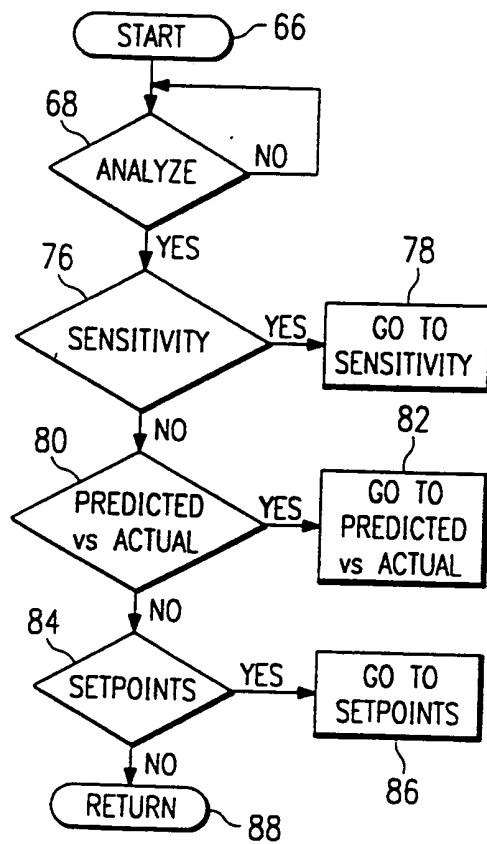 START
66
68
ANALYZE
NO
YES
76
SENSITIVITY
YES
78
GO TO
SENSITIVITY
NO
80
PREDICTED
vs ACTUAL
YES
82
GO TO
PREDICTED
vs ACTUAL
NO
84
SETPOINTS
YES
GO TO
SETPOINTS
86
NO
RETURN
88